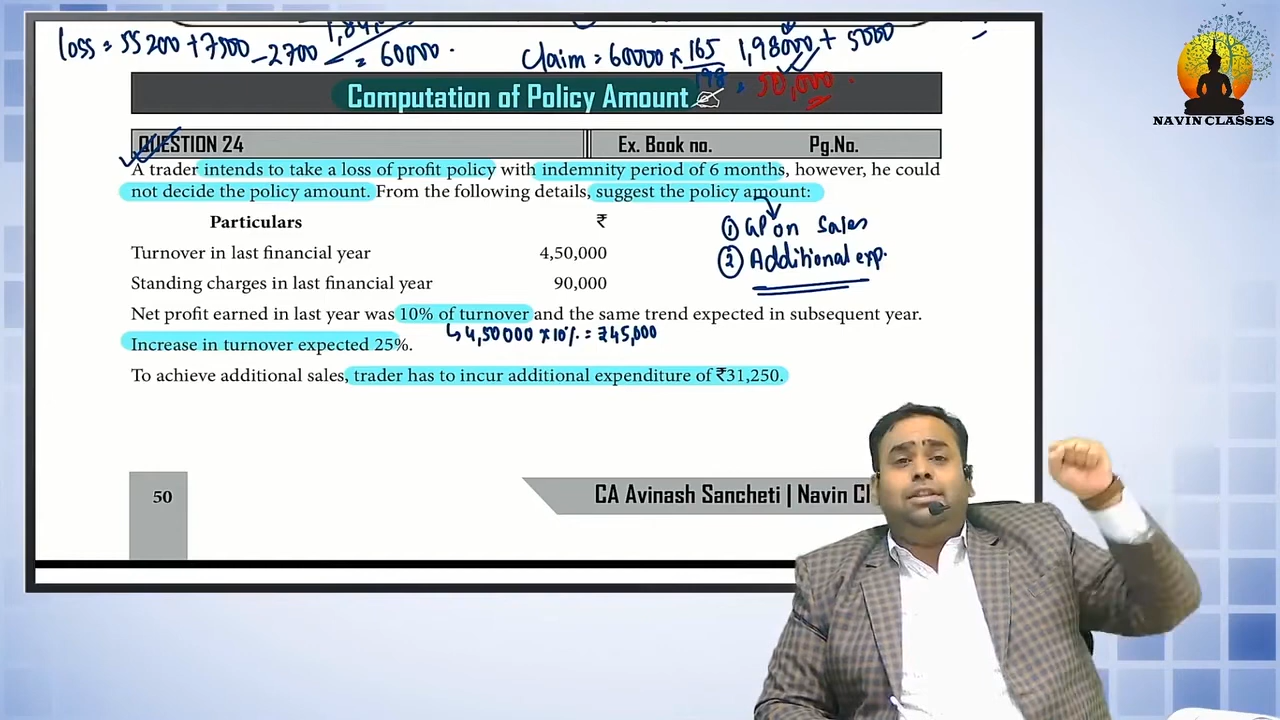 loss = 55200 + 7500 - 2700 = 60000.
Claim = 60000 × 165/198 1,98000 + 5000
50,000
NAVIN CLASSES
Computation of Policy Amount
QUESTION 24 Ex. Book no. Pg.No.
A trader intends to take a loss of profit policy with indemnity period of 6 months, however, he could
not decide the policy amount. From the following details, suggest the policy amount:
Particulars ₹
① GP on Sales
Turnover in last financial year 4,50,000
② Additional exp.
Standing charges in last financial year 90,000
Net profit earned in last year was 10% of turnover and the same trend expected in subsequent year.
↳ 4,50000 × 10% = ₹45,000
Increase in turnover expected 25%.
To achieve additional sales, trader has to incur additional expenditure of ₹31,250.
50
CA Avinash Sancheti | Navin